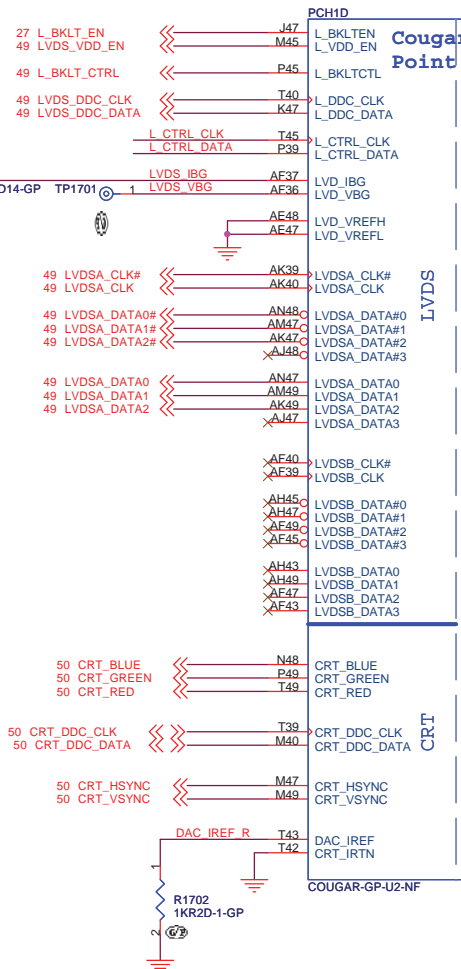 PCH1D
Cougar
Point
27 L_BKLT_EN J47 L_BKLTEN
49 LVDS_VDD_EN M45 L_VDD_EN
49 L_BKLT_CTRL P45 L_BKLTCTL
49 LVDS_DDC_CLK T40 L_DDC_CLK
49 LVDS_DDC_DATA K47 L_DDC_DATA
L_CTRL_CLK T45 L_CTRL_CLK
L_CTRL_DATA P39 L_CTRL_DATA
LVDS_IBG AF37 LVD_IBG
D14-GP TP1701 1 LVDS_VBG AF36 LVD_VBG
AE48 LVD_VREFH
AE47 LVD_VREFL
LVDS
49 LVDSA_CLK# AK39 LVDSA_CLK#
49 LVDSA_CLK AK40 LVDSA_CLK
49 LVDSA_DATA0# AN48 LVDSA_DATA#0
49 LVDSA_DATA1# AM47 LVDSA_DATA#1
49 LVDSA_DATA2# AK47 LVDSA_DATA#2
AJ48 LVDSA_DATA#3
49 LVDSA_DATA0 AN47 LVDSA_DATA0
49 LVDSA_DATA1 AM49 LVDSA_DATA1
49 LVDSA_DATA2 AK49 LVDSA_DATA2
AJ47 LVDSA_DATA3
AF40 LVDSB_CLK#
AF39 LVDSB_CLK
AH45 LVDSB_DATA#0
AH47 LVDSB_DATA#1
AF49 LVDSB_DATA#2
AF45 LVDSB_DATA#3
AH43 LVDSB_DATA0
AH49 LVDSB_DATA1
AF47 LVDSB_DATA2
AF43 LVDSB_DATA3
50 CRT_BLUE N48 CRT_BLUE
50 CRT_GREEN P49 CRT_GREEN
50 CRT_RED T49 CRT_RED
CRT
50 CRT_DDC_CLK T39 CRT_DDC_CLK
50 CRT_DDC_DATA M40 CRT_DDC_DATA
50 CRT_HSYNC M47 CRT_HSYNC
50 CRT_VSYNC M49 CRT_VSYNC
DAC_IREF_R T43 DAC_IREF
T42 CRT_IRTN
1
COUGAR-GP-U2-NF
R1702
1KR2D-1-GP
2